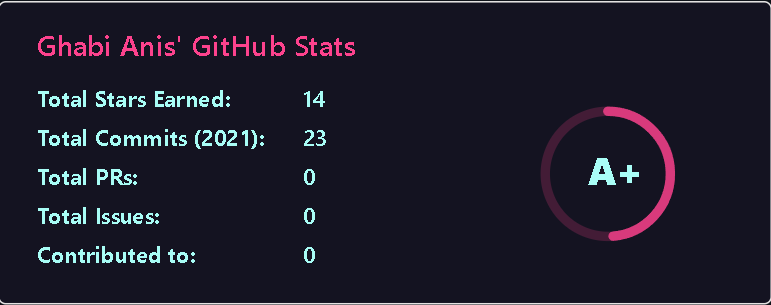 Ghabi Anis' GitHub Stats
Total Stars Earned: 14
Total Commits (2021): 23
Total PRs: 0
Total Issues: 0
Contributed to: 0
A+